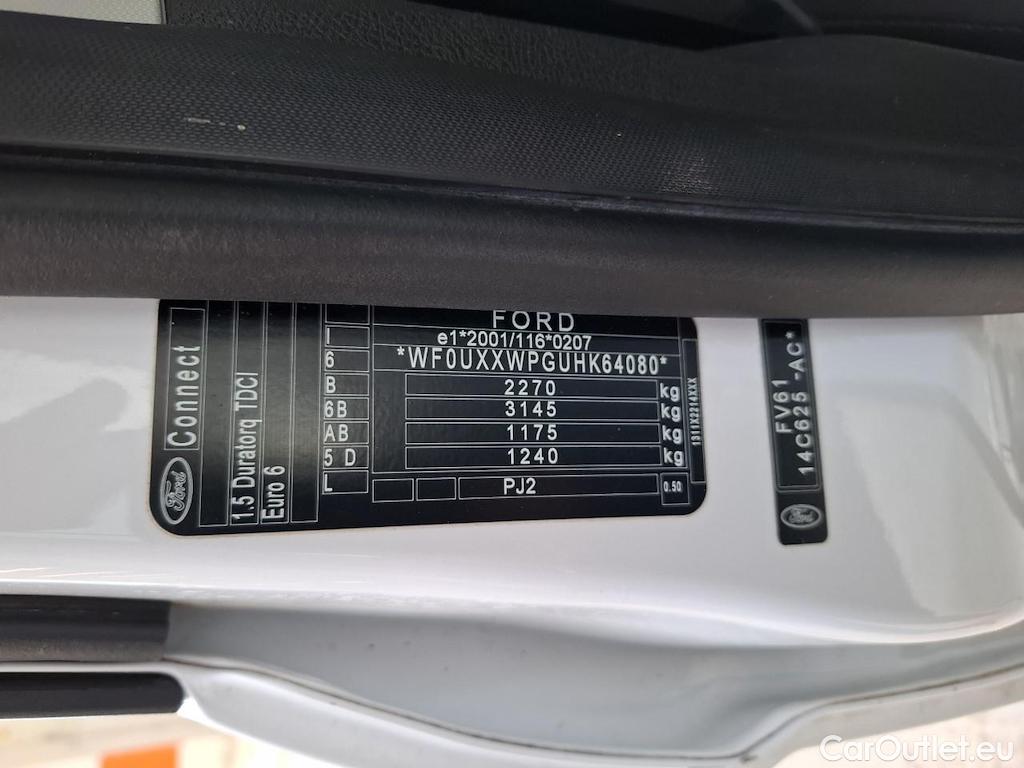 FORD
e1*2001/116*0207
*WF0UXXWPGUHK64080*
2270 kg
3145 kg
1175 kg
1240 kg
PJ2
0.50
I
6
B
6B
AB
5 D
L
Connect
1.5 Duratorq TDCI
Euro 6
Ford
FV61
14C625-AC*
Ford
CarOutlet.eu